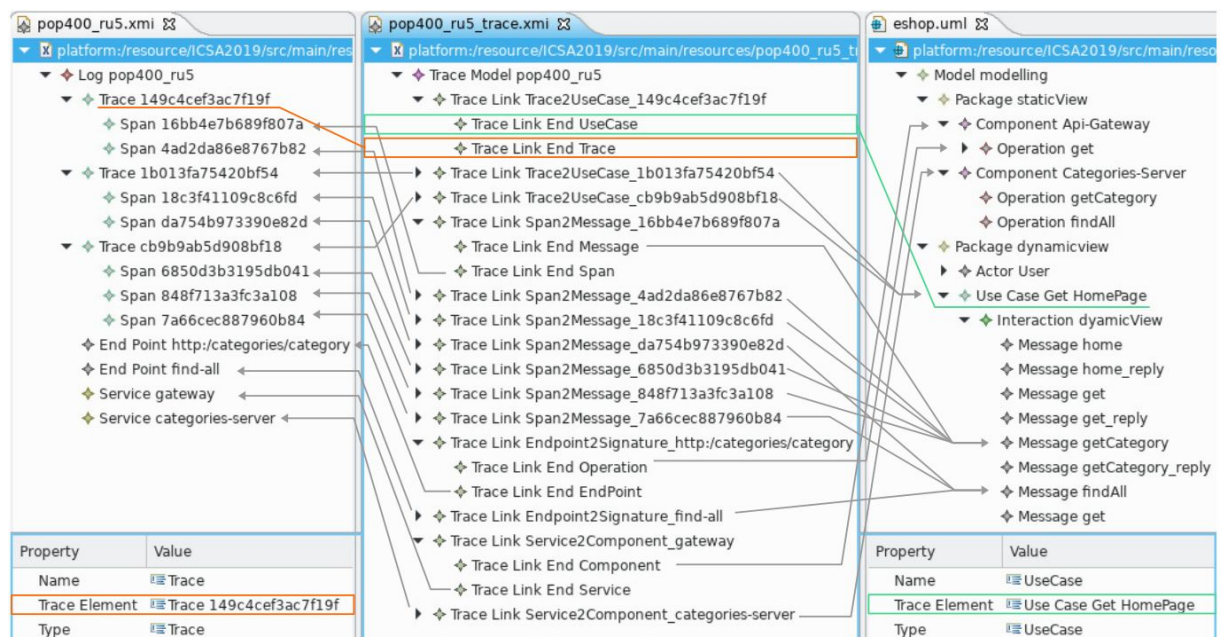 pop400_ru5.xmi
platform:/resource/ICSA2019/src/main/res
Log pop400_ru5
Trace 149c4cef3ac7f19f
Span 16bb4e7b689f807a
Span 4ad2da86e8767b82
Trace 1b013fa75420bf54
Span 18c3f41109c8c6fd
Span da754b973390e82d
Trace cb9b9ab5d908bf18
Span 6850d3b3195db041
Span 848f713a3fc3a108
Span 7a66cec887960b84
End Point http:/categories/category
End Point find-all
Service gateway
Service categories-server
Property Value
Name Trace
Trace Element Trace 149c4cef3ac7f19f
Type Trace
pop400_ru5_trace.xmi
platform:/resource/ICSA2019/src/main/resources/pop400_ru5_t
Trace Model pop400_ru5
Trace Link Trace2UseCase_149c4cef3ac7f19f
Trace Link End UseCase
Trace Link End Trace
Trace Link Trace2UseCase_1b013fa75420bf54
Trace Link Trace2UseCase_cb9b9ab5d908bf18
Trace Link Span2Message_16bb4e7b689f807a
Trace Link End Message
Trace Link End Span
Trace Link Span2Message_4ad2da86e8767b82
Trace Link Span2Message_18c3f41109c8c6fd
Trace Link Span2Message_da754b973390e82d
Trace Link Span2Message_6850d3b3195db041
Trace Link Span2Message_848f713a3fc3a108
Trace Link Span2Message_7a66cec887960b84
Trace Link Endpoint2Signature_http:/categories/category
Trace Link End Operation
Trace Link End EndPoint
Trace Link Endpoint2Signature_find-all
Trace Link Service2Component_gateway
Trace Link End Component
Trace Link End Service
Trace Link Service2Component_categories-server
eshop.uml
platform:/resource/ICSA2019/src/main/reso
Model modelling
Package staticView
Component Api-Gateway
Operation get
Component Categories-Server
Operation getCategory
Operation findAll
Package dynamicview
Actor User
Use Case Get HomePage
Interaction dyamicView
Message home
Message home_reply
Message get
Message get_reply
Message getCategory
Message getCategory_reply
Message findAll
Message get
Property Value
Name UseCase
Trace Element Use Case Get HomePage
Type UseCase